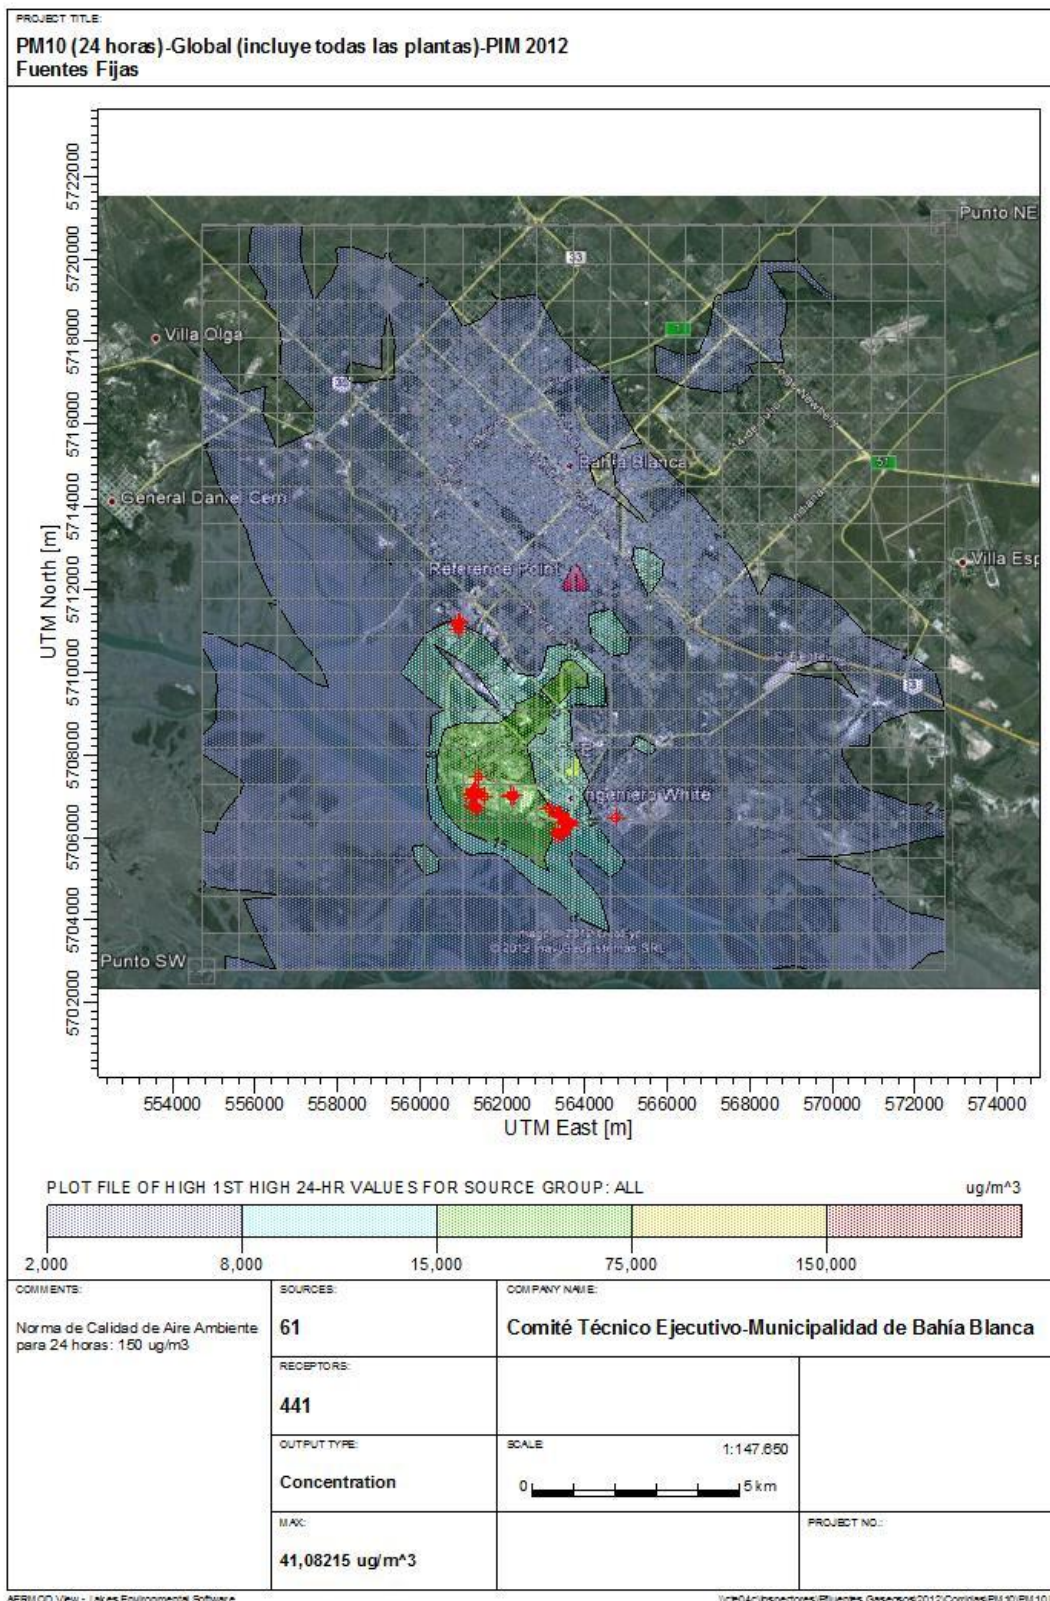 PROJECT TITLE:
PM10 (24 horas)-Global (incluye todas las plantas)-PIM 2012
Fuentes Fijas
UTM North [m]
5722000
5720000
5718000
5716000
5714000
5712000
5710000
5708000
5706000
5704000
5702000
Punto NE
33
Villa Olga
Bahía Blanca
51
General Daniel Cerri
Villa Esp
Reference Point
3
Ingeniero White
Punto SW
554000 556000 558000 560000 562000 564000 566000 568000 570000 572000 574000
UTM East [m]
PLOT FILE OF HIGH 1ST HIGH 24-HR VALUES FOR SOURCE GROUP: ALL
ug/m^3
2,000 8,000 15,000 75,000 150,000
COMMENTS:
Norma de Calidad de Aire Ambiente
para 24 horas: 150 ug/m3
SOURCES:
61
COMPANY NAME:
Comité Técnico Ejecutivo-Municipalidad de Bahía Blanca
RECEPTORS:
441
OUTPUT TYPE:
Concentration
SCALE:
1:147.650
0 5 km
MAX:
41,08215 ug/m^3
PROJECT NO.:
AERMOD View - Lakes Environmental Software